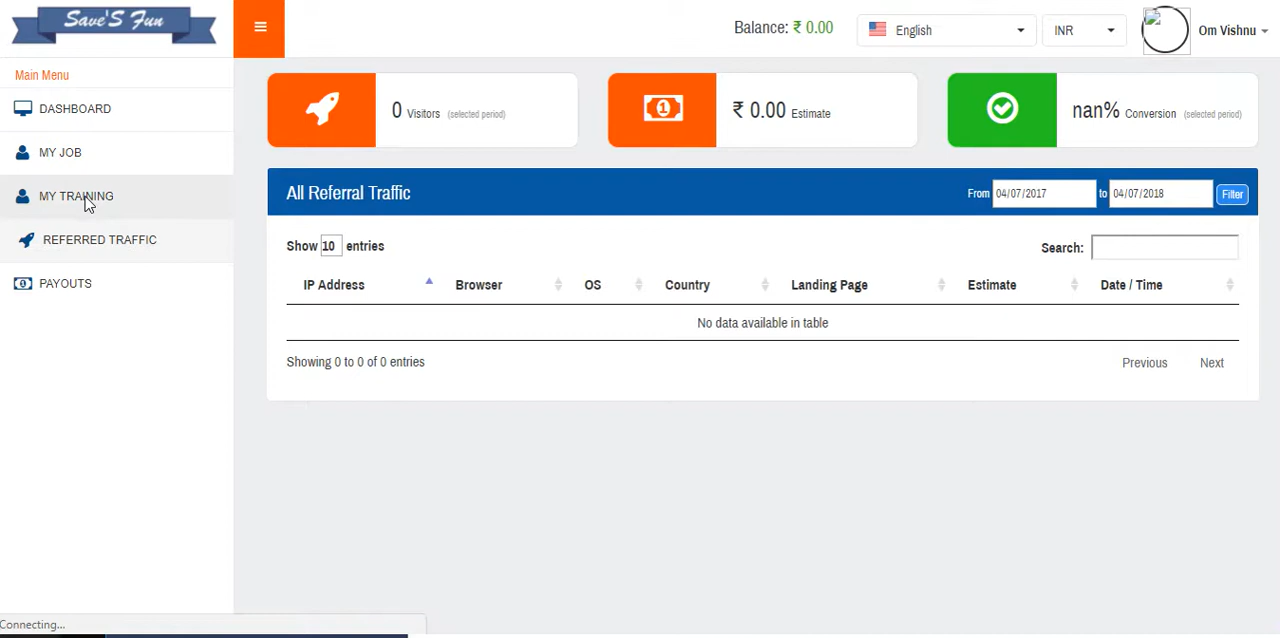 Save'S Fun
Balance: ₹ 0.00
English
INR
Om Vishnu
Main Menu
DASHBOARD
MY JOB
MY TRAINING
REFERRED TRAFFIC
PAYOUTS
0 Visitors (selected period)
1
₹ 0.00 Estimate
nan% Conversion (selected period)
All Referral Traffic
From 04/07/2017 to 04/07/2018 Filter
Show 10 entries
Search:
IP Address Browser OS Country Landing Page Estimate Date / Time
No data available in table
Showing 0 to 0 of 0 entries
Previous Next
Connecting...